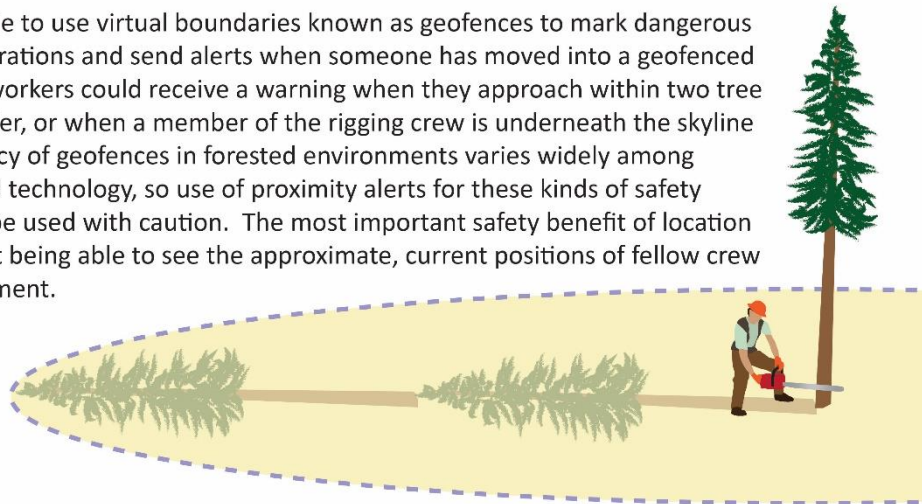 e to use virtual boundaries known as geofences to mark dangerous
rations and send alerts when someone has moved into a geofenced
workers could receive a warning when they approach within two tree
er, or when a member of the rigging crew is underneath the skyline
cy of geofences in forested environments varies widely among
technology, so use of proximity alerts for these kinds of safety
be used with caution.  The most important safety benefit of location
being able to see the approximate, current positions of fellow crew
ment.